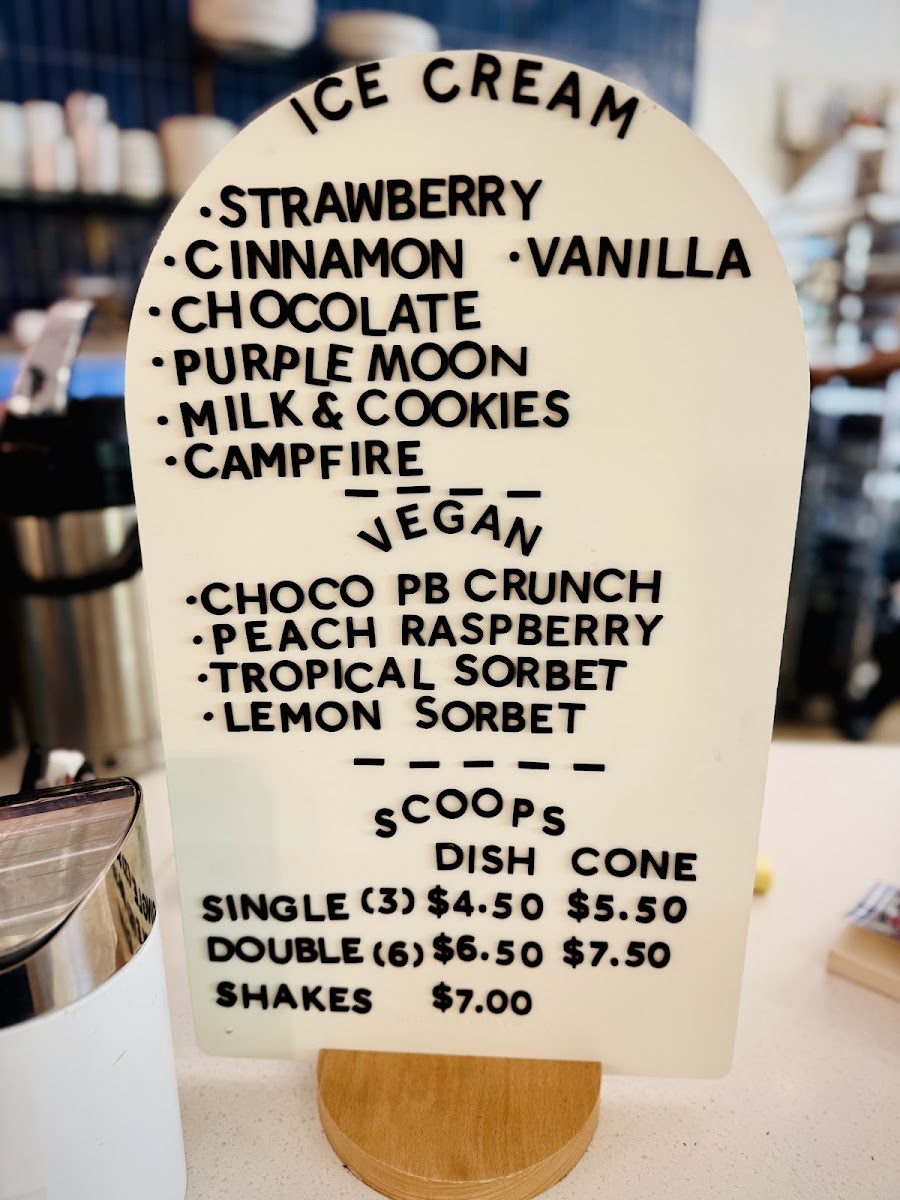 ICE CREAM
·STRAWBERRY
·CINNAMON ·VANILLA
·CHOCOLATE
·PURPLE MOON
·MILK & COOKIES
·CAMPFIRE
VEGAN
·CHOCO PB CRUNCH
·PEACH RASPBERRY
·TROPICAL SORBET
·LEMON SORBET
SCOOPS
DISH CONE
SINGLE (3) $4.50 $5.50
DOUBLE (6) $6.50 $7.50
SHAKES $7.00